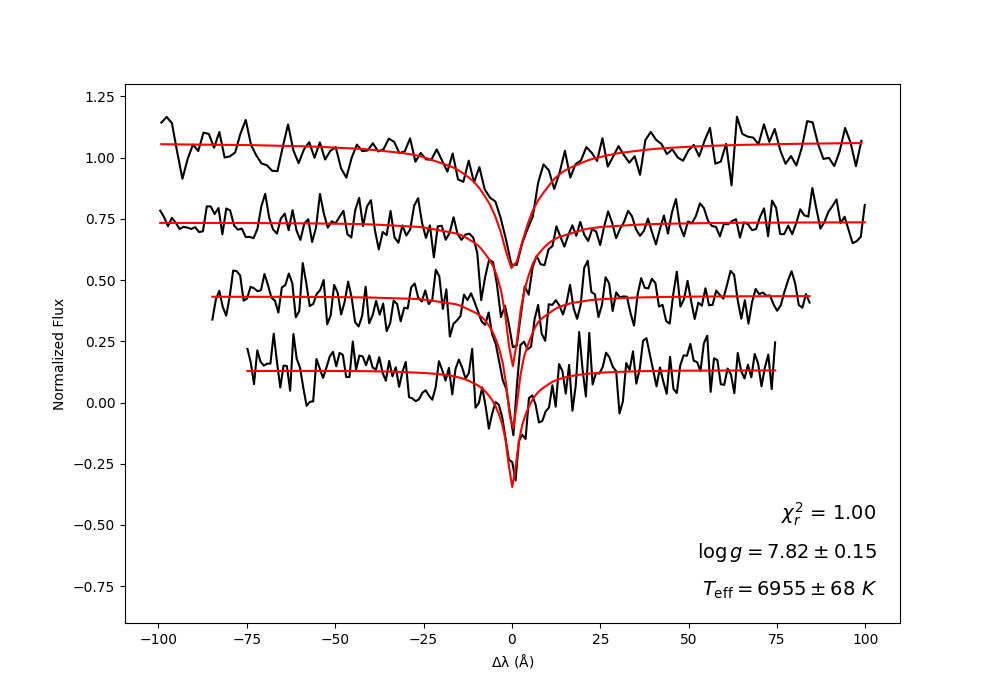 1.25
1.00
0.75
0.50
0.25
0.00
−0.25
−0.50
−0.75
Normalized Flux
χ²ᵣ = 1.00
log g = 7.82 ± 0.15
T_eff = 6955 ± 68 K
−100 −75 −50 −25 0 25 50 75 100
Δλ (Å)